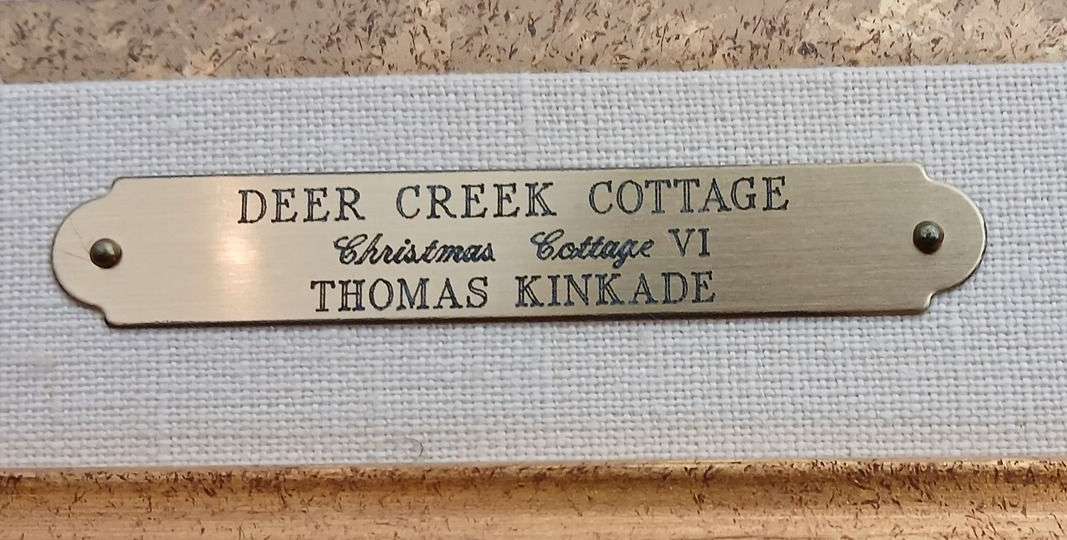 DEER CREEK COTTAGE
Christmas Cottage VI
THOMAS KINKADE